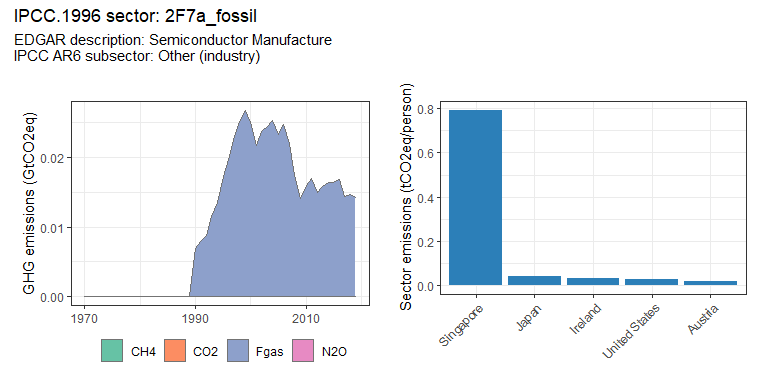 IPCC.1996 sector: 2F7a_fossil
EDGAR description: Semiconductor Manufacture
IPCC AR6 subsector: Other (industry)
GHG emissions (GtCO2eq)
0.02
0.01
0.00
1970
1990
2010
CH4
CO2
Fgas
N2O
Sector emissions (tCO2eq/person)
0.8
0.6
0.4
0.2
0.0
Singapore
Japan
Ireland
United States
Austria